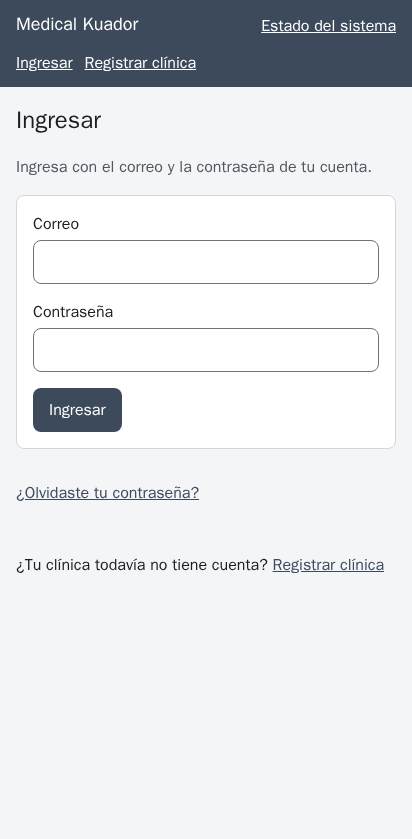 Medical Kuador
Estado del sistema
Ingresar
Registrar clínica
Ingresar
Ingresa con el correo y la contraseña de tu cuenta.
Correo
Contraseña
Ingresar
¿Olvidaste tu contraseña?
¿Tu clínica todavía no tiene cuenta? Registrar clínica